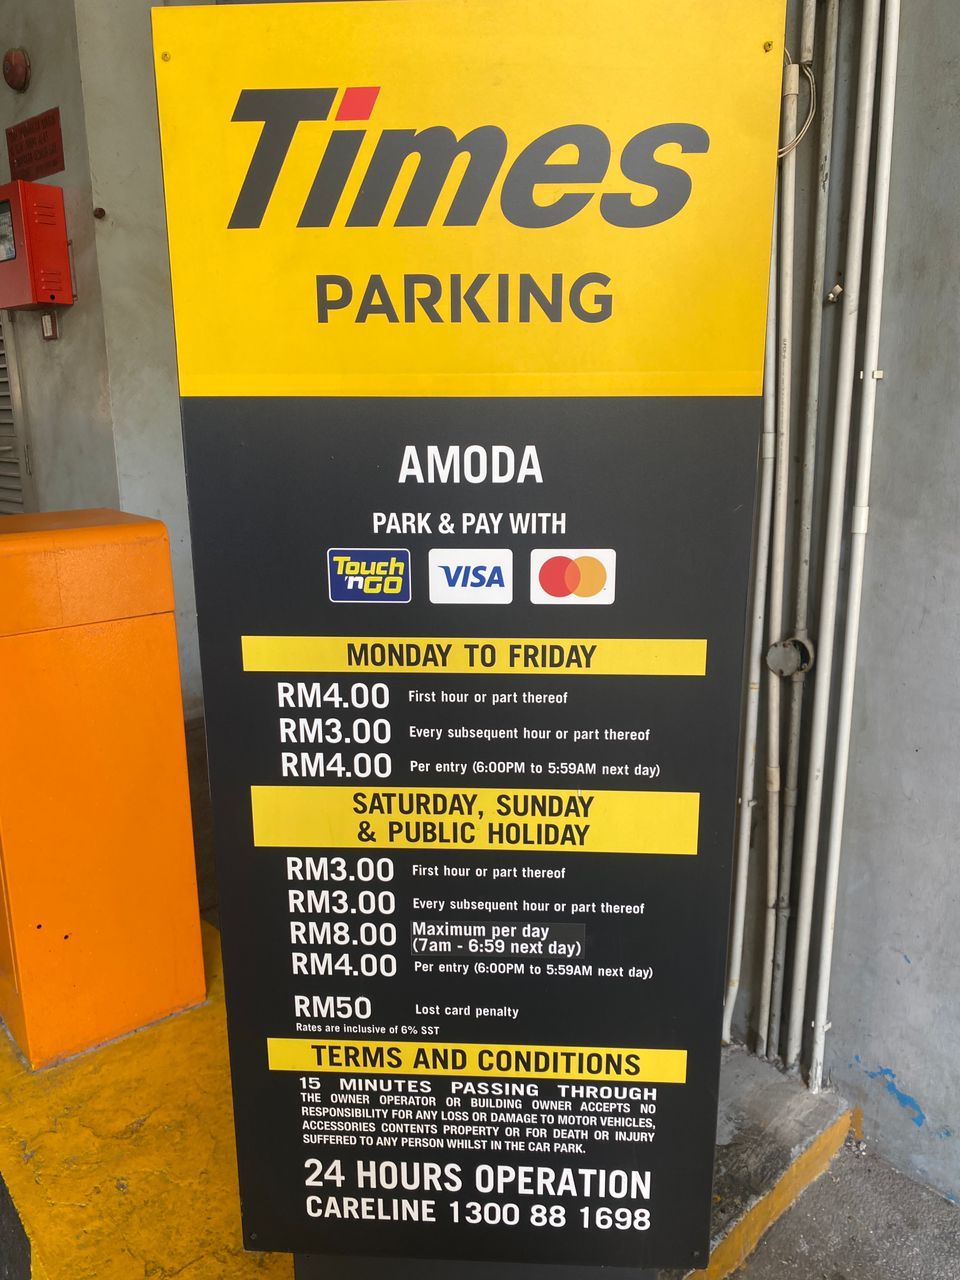 Times
PARKING
AMODA
PARK & PAY WITH
Touch 'nGO VISA
MONDAY TO FRIDAY
RM4.00 First hour or part thereof
RM3.00 Every subsequent hour or part thereof
RM4.00 Per entry (6:00PM to 5:59AM next day)
SATURDAY, SUNDAY
& PUBLIC HOLIDAY
RM3.00 First hour or part thereof
RM3.00 Every subsequent hour or part thereof
RM8.00 Maximum per day
(7am - 6:59 next day)
RM4.00 Per entry (6:00PM to 5:59AM next day)
RM50 Lost card penalty
Rates are inclusive of 6% SST
TERMS AND CONDITIONS
15 MINUTES PASSING THROUGH
THE OWNER OPERATOR OR BUILDING OWNER ACCEPTS NO
RESPONSIBILITY FOR ANY LOSS OR DAMAGE TO MOTOR VEHICLES,
ACCESSORIES CONTENTS PROPERTY OR FOR DEATH OR INJURY
SUFFERED TO ANY PERSON WHILST IN THE CAR PARK.
24 HOURS OPERATION
CARELINE 1300 88 1698